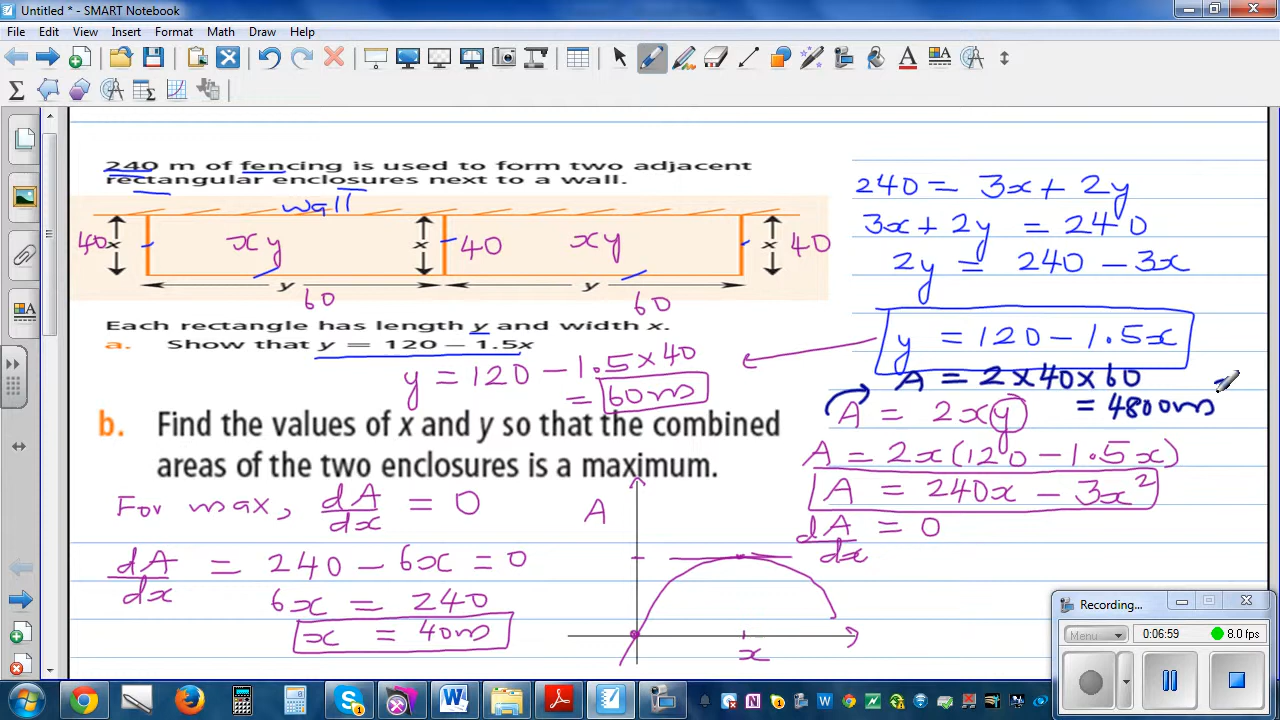 Untitled * - SMART Notebook
File Edit View Insert Format Math Draw Help
240 m of fencing is used to form two adjacent
rectangular enclosures next to a wall.
wall
40 x xy x 40 xy x 40
y y
60 60
Each rectangle has length y and width x.
a. Show that y = 120 – 1.5x
y = 120 - 1.5 x 40
= 60m
b. Find the values of x and y so that the combined
areas of the two enclosures is a maximum.
For max, dA/dx = 0
dA/dx = 240 - 6x = 0
6x = 240
x = 40m
A
x
240 = 3x + 2y
3x + 2y = 240
2y = 240 - 3x
y = 120 - 1.5x
A = 2 x 40 x 60
= 4800m
A = 2xy
A = 2x(120 - 1.5x)
A = 240x - 3x²
dA/dx = 0
Recording...
Menu 0:06:59 8.0 fps